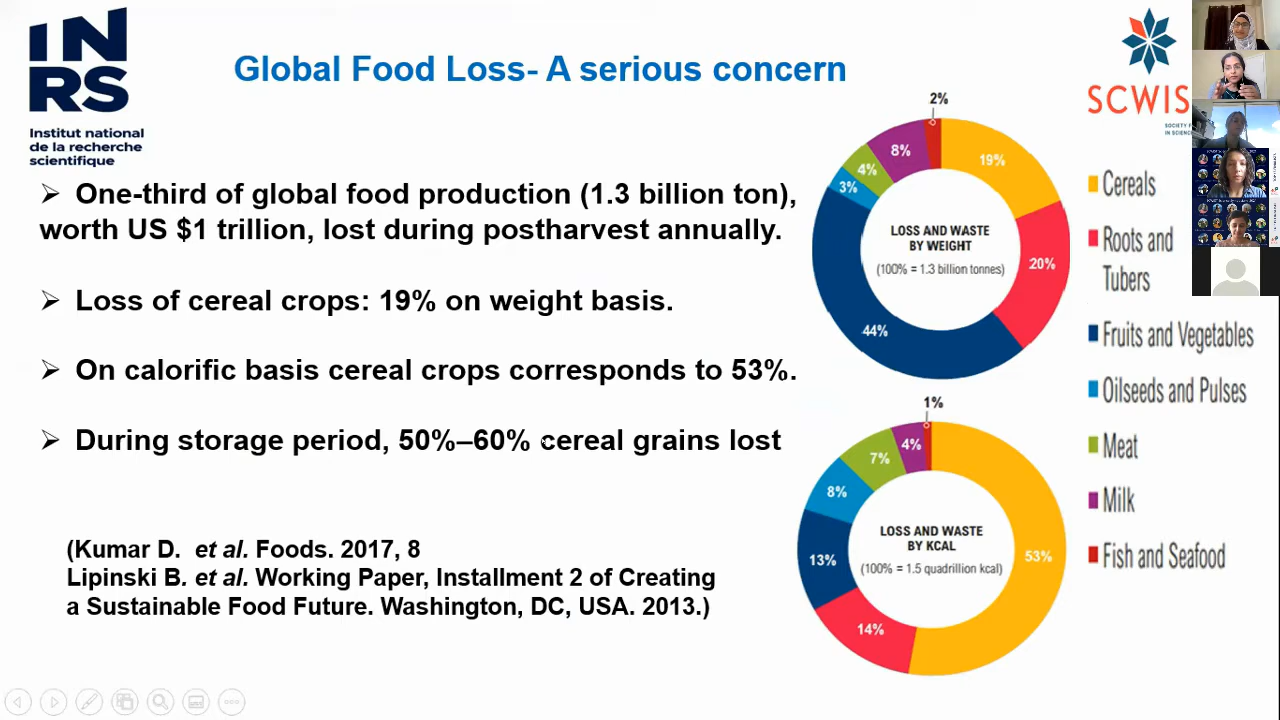 INRS
Institut national
de la recherche
scientifique
Global Food Loss- A serious concern
SCWIS
SOCIETY
IN SCIEN
➢ One-third of global food production (1.3 billion ton),
worth US $1 trillion, lost during postharvest annually.
➢ Loss of cereal crops: 19% on weight basis.
➢ On calorific basis cereal crops corresponds to 53%.
➢ During storage period, 50%–60% cereal grains lost
(Kumar D. et al. Foods. 2017, 8
Lipinski B. et al. Working Paper, Installment 2 of Creating
a Sustainable Food Future. Washington, DC, USA. 2013.)
2%
19%
20%
44%
3%
4%
8%
LOSS AND WASTE
BY WEIGHT
(100% = 1.3 billion tonnes)
1%
53%
14%
13%
8%
7%
4%
LOSS AND WASTE
BY KCAL
(100% = 1.5 quadrillion kcal)
Cereals
Roots and
Tubers
Fruits and Vegetables
Oilseeds and Pulses
Meat
Milk
Fish and Seafood